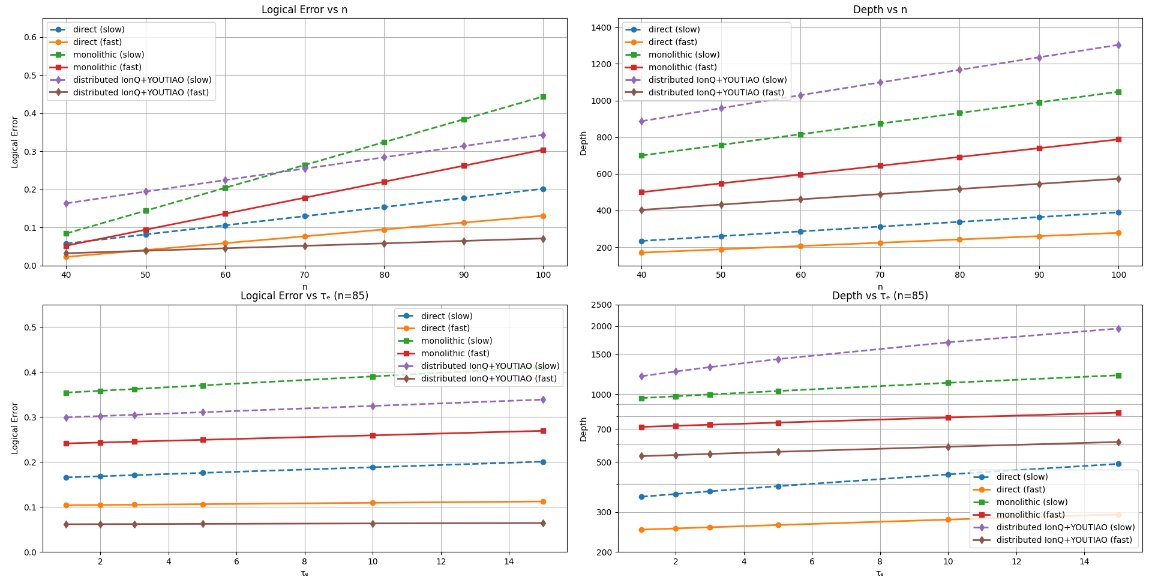 Logical Error vs n
Logical Error
0.6
0.5
0.4
0.3
0.2
0.1
0.0
direct (slow)
direct (fast)
monolithic (slow)
monolithic (fast)
distributed IonQ+YOUTIAO (slow)
distributed IonQ+YOUTIAO (fast)
40 50 60 70 80 90 100
n
Depth vs n
Depth
1400
1200
1000
800
600
400
200
direct (slow)
direct (fast)
monolithic (slow)
monolithic (fast)
distributed IonQ+YOUTIAO (slow)
distributed IonQ+YOUTIAO (fast)
40 50 60 70 80 90 100
n
Logical Error vs τₑ (n=85)
Logical Error
0.5
0.4
0.3
0.2
0.1
0.0
direct (slow)
direct (fast)
monolithic (slow)
monolithic (fast)
distributed IonQ+YOUTIAO (slow)
distributed IonQ+YOUTIAO (fast)
2 4 6 8 10 12 14
τₑ
Depth vs τₑ (n=85)
Depth
2500
2000
1500
1000
700
500
300
200
direct (slow)
direct (fast)
monolithic (slow)
monolithic (fast)
distributed IonQ+YOUTIAO (slow)
distributed IonQ+YOUTIAO (fast)
2 4 6 8 10 12 14
τₑ